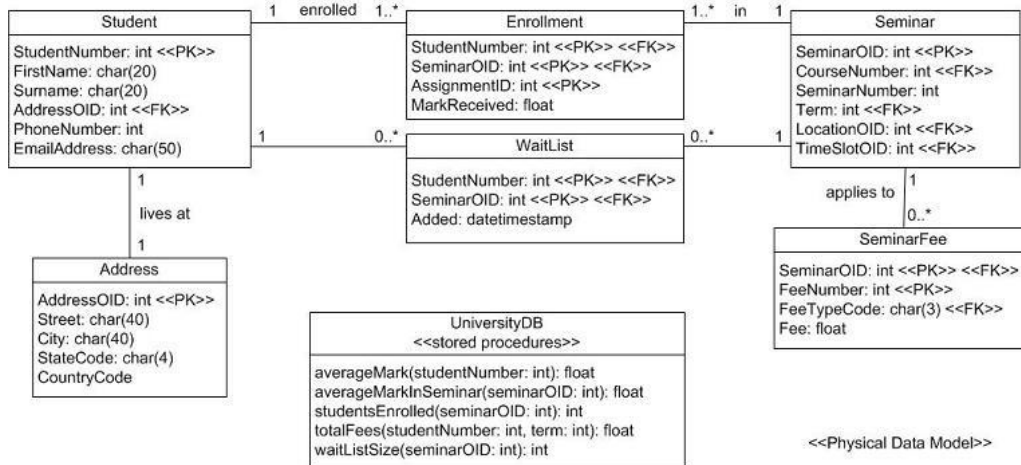 Student
StudentNumber: int <<PK>>
FirstName: char(20)
Surname: char(20)
AddressOID: int <<FK>>
PhoneNumber: int
EmailAddress: char(50)
1 enrolled 1..*
Enrollment
StudentNumber: int <<PK>> <<FK>>
SeminarOID: int <<PK>> <<FK>>
AssignmentID: int <<PK>>
MarkReceived: float
1..* in 1
Seminar
SeminarOID: int <<PK>>
CourseNumber: int <<FK>>
SeminarNumber: int
Term: int <<FK>>
LocationOID: int <<FK>>
TimeSlotOID: int <<FK>>
1 0..*
WaitList
StudentNumber: int <<PK>> <<FK>>
SeminarOID: int <<PK>> <<FK>>
Added: datetimestamp
0..* 1
1
lives at
1
Address
AddressOID: int <<PK>>
Street: char(40)
City: char(40)
StateCode: char(4)
CountryCode
1
applies to
0..*
SeminarFee
SeminarOID: int <<PK>> <<FK>>
FeeNumber: int <<PK>>
FeeTypeCode: char(3) <<FK>>
Fee: float
UniversityDB
<<stored procedures>>
averageMark(studentNumber: int): float
averageMarkInSeminar(seminarOID: int): float
studentsEnrolled(seminarOID: int): int
totalFees(studentNumber: int, term: int): float
waitListSize(seminarOID: int): int
<<Physical Data Model>>